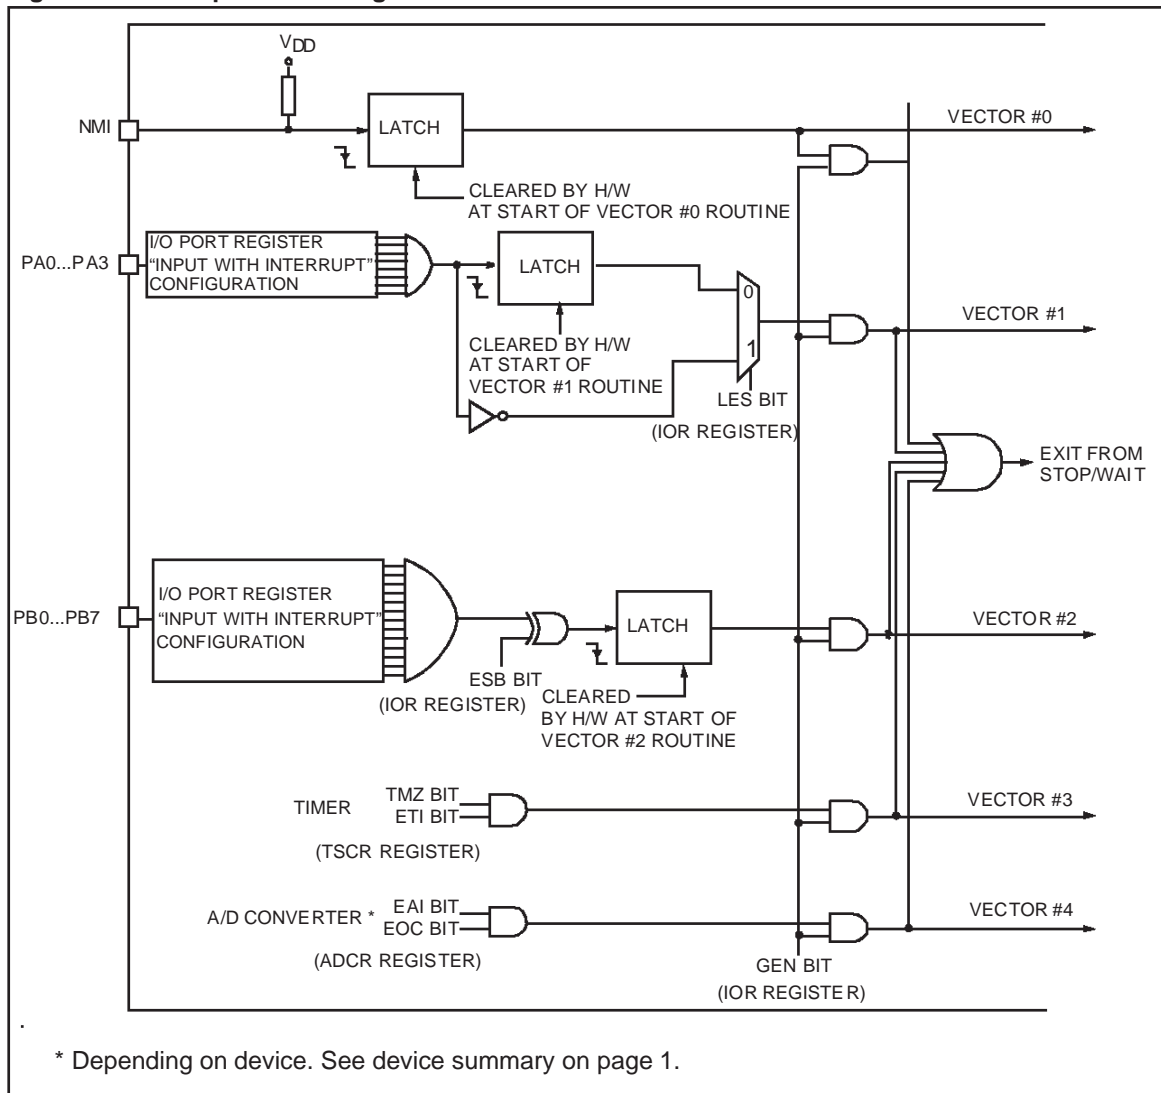 VDD
NMI
LATCH
VECTOR #0
CLEARED BY H/W
AT START OF VECTOR #0 ROUTINE
PA0...PA3
I/O PORT REGISTER
“INPUT WITH INTERRUPT”
CONFIGURATION
LATCH
0
1
VECTOR #1
CLEARED BY H/W
AT START OF
VECTOR #1 ROUTINE
LES BIT
(IOR REGISTER)
EXIT FROM
STOP/WAIT
PB0...PB7
I/O PORT REGISTER
“INPUT WITH INTERRUPT”
CONFIGURATION
LATCH
VECTOR #2
ESB BIT
(IOR REGISTER)
CLEARED
BY H/W AT START OF
VECTOR #2 ROUTINE
TIMER
TMZ BIT
ETI BIT
(TSCR REGISTER)
VECTOR #3
A/D CONVERTER *
EAI BIT
EOC BIT
(ADCR REGISTER)
VECTOR #4
GEN BIT
(IOR REGISTER)
.
* Depending on device. See device summary on page 1.